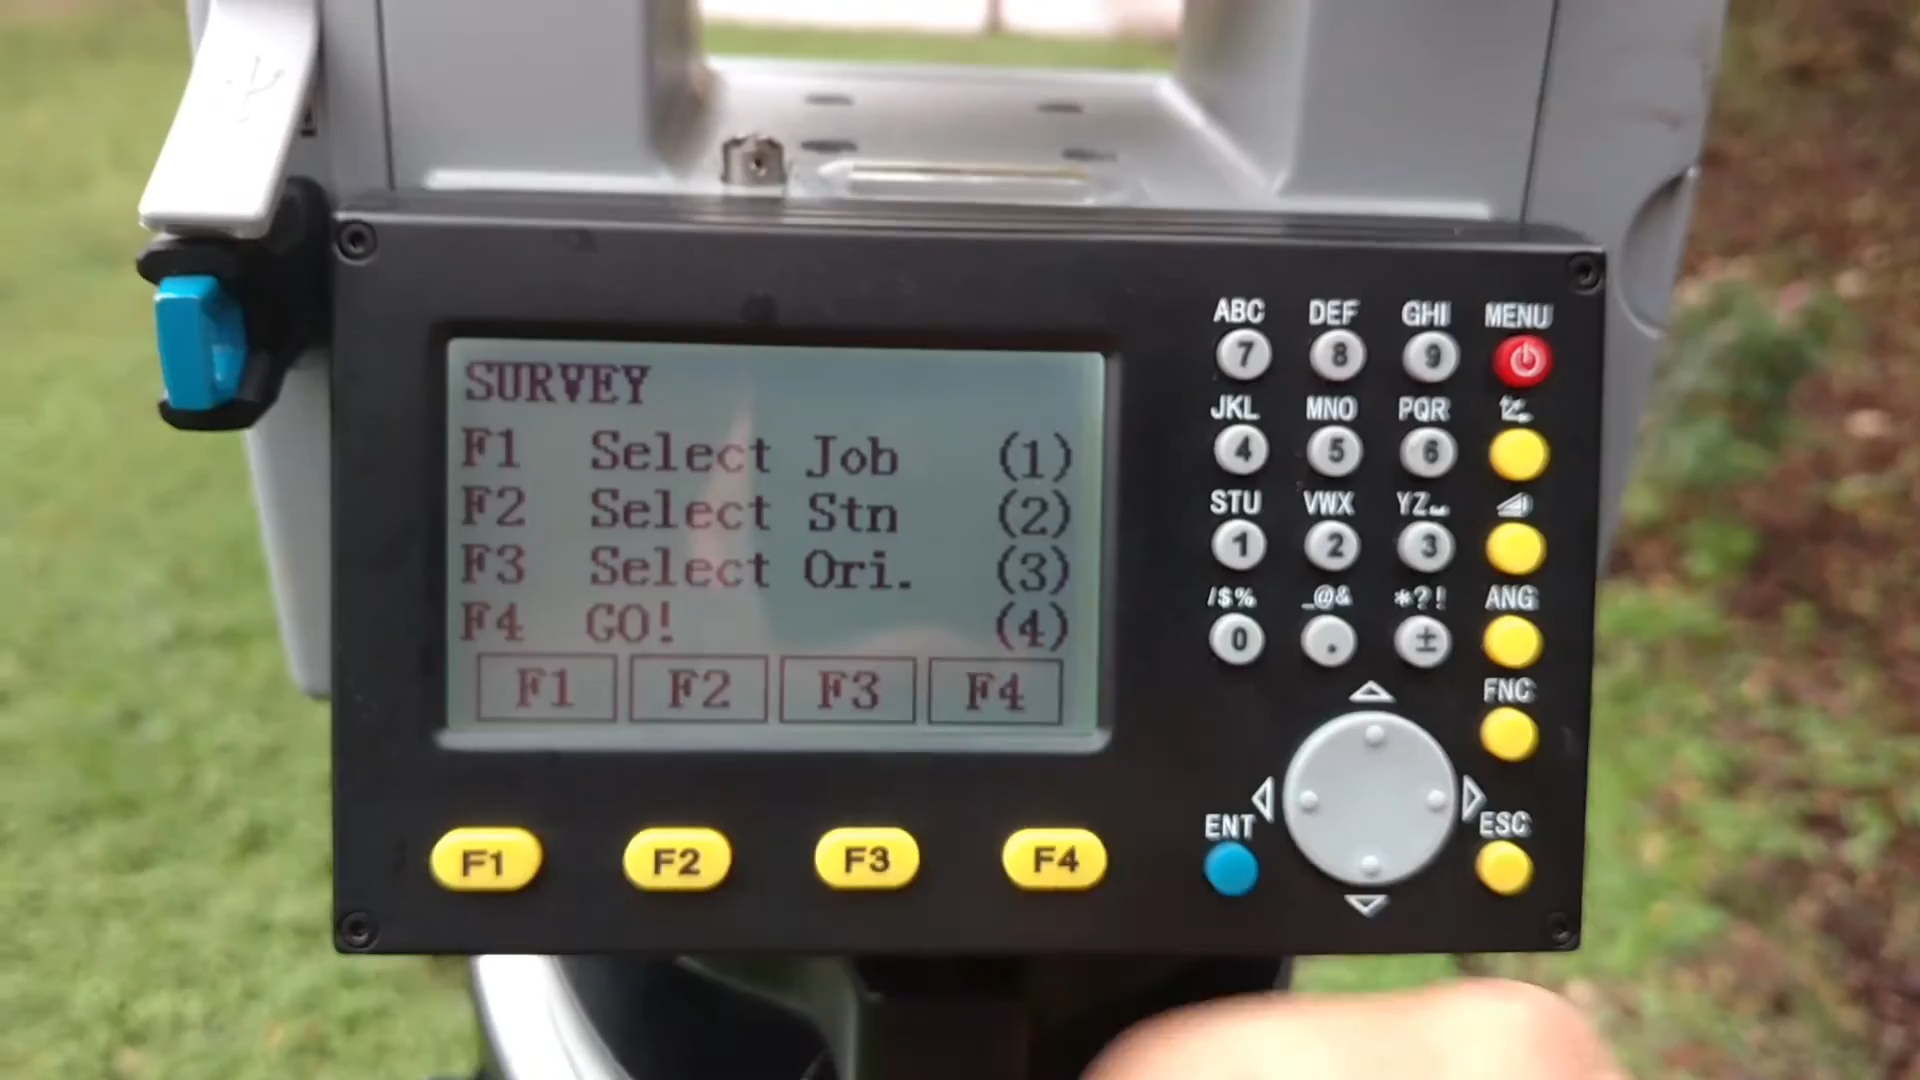 SURVEY
F1 Select Job (1)
F2 Select Stn (2)
F3 Select Ori. (3)
F4 GO! (4)
F1 F2 F3 F4
F1 F2 F3 F4
ABC DEF GHI MENU
7 8 9
JKL MNO PQR
4 5 6
STU VWX YZ
1 2 3
/$% _@& *?! ANG
0 . ±
FNC
ENT ESC